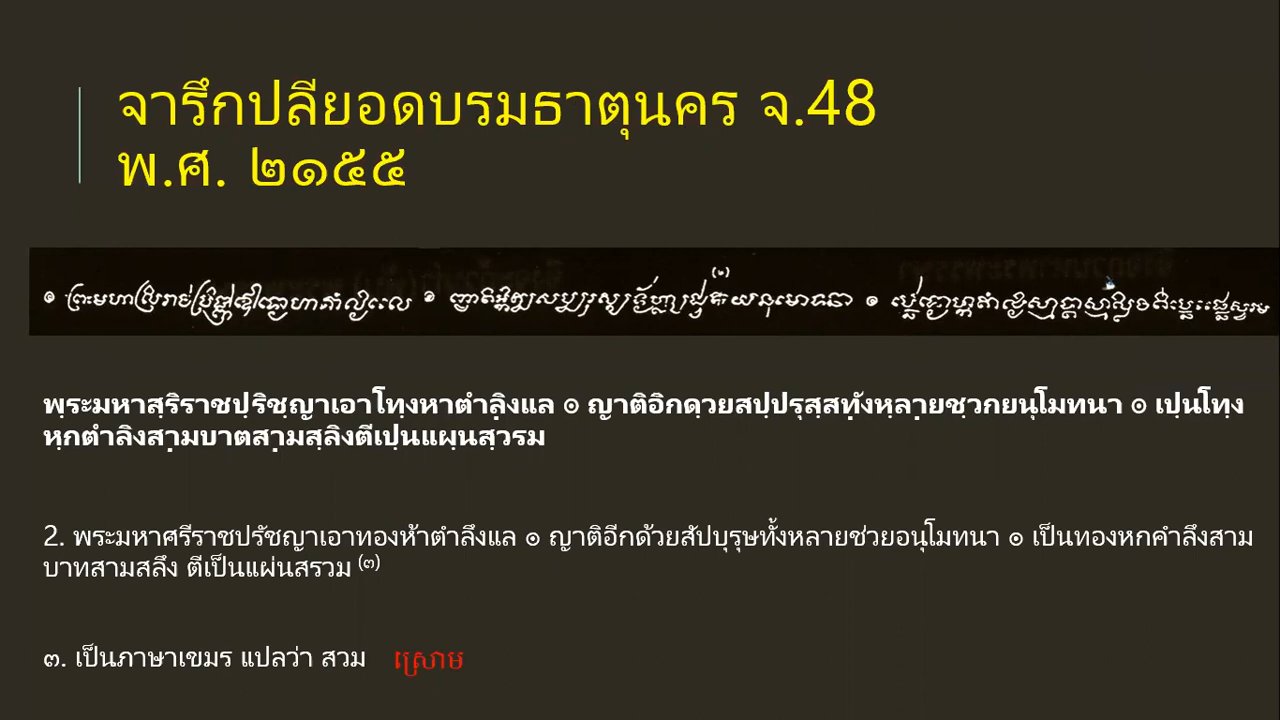 จารึกปลียอดบรมธาตุนคร จ.48
พ.ศ. ๒๑๕๕
(๒)
พฺระมหาสฺริราชปฺริชฺญาเอาโทฺงหาตำลิฺงแล ๏ ญาติอิกดฺวยสปฺปรุสฺสทฺํงหฺลาฺยชฺวกยนุโมทนา ๏ เปฺนโทฺง
หฺกตำลิงสาฺมบาตสาฺมสฺลิงตีเปฺนแผฺนสฺวรม
2. พระมหาศรีราชปรัชญาเอาทองห้าตำลึงแล ๏ ญาติอีกด้วยสัปบุรุษทั้งหลายช่วยอนุโมทนา ๏ เป็นทองหกคำลึงสาม
บาทสามสลึง ตีเป็นแผ่นสรวม (๓)
๓. เป็นภาษาเขมร แปลว่า สวม ស្រោម